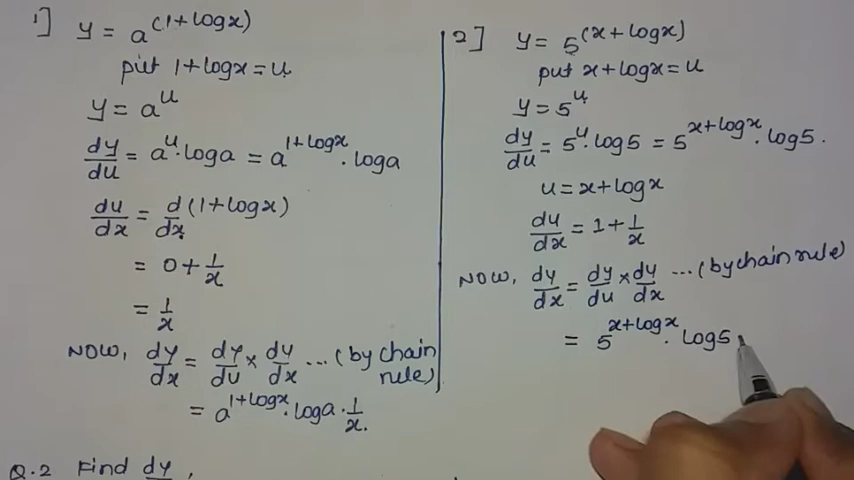 1] y = a^(1+logx)
put 1+logx = u
y = a^u
dy/du = a^u · loga = a^1+logx · loga
du/dx = d/dx (1+logx)
= 0 + 1/x
= 1/x
NOW, dy/dx = dy/du × du/dx ... (by chain rule)
= a^1+logx · loga · 1/x.
2] y = 5^(x+logx)
put x+logx = u
y = 5^u
dy/du = 5^u · log5 = 5^x+logx · log5.
u = x+logx
du/dx = 1 + 1/x
NOW, dy/dx = dy/du × du/dx ... (by chain rule)
= 5^x+logx · log5
Q.2 Find dy